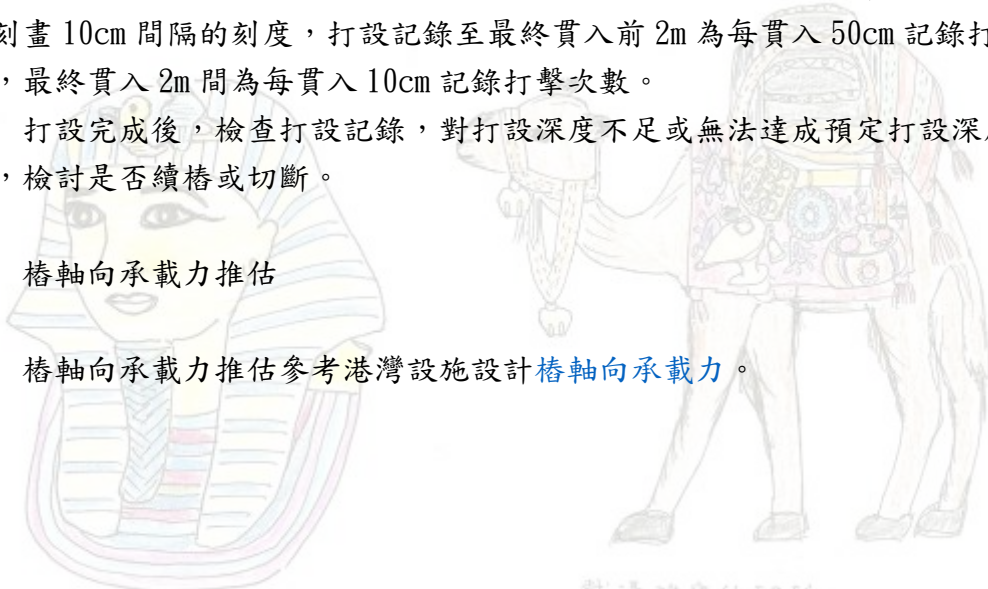 刻畫 10cm 間隔的刻度，打設記錄至最終貫入前 2m 為每貫入 50cm 記錄打
，最終貫入 2m 間為每貫入 10cm 記錄打擊次數。
打設完成後，檢查打設記錄，對打設深度不足或無法達成預定打設深
，檢討是否續樁或切斷。
樁軸向承載力推估
樁軸向承載力推估參考港灣設施設計樁軸向承載力。